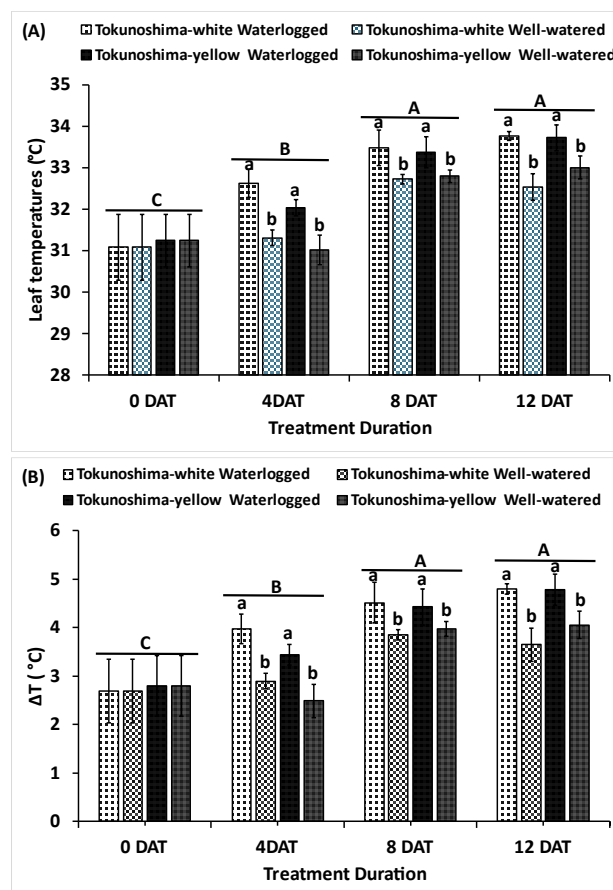 (A)
Tokunoshima-white Waterlogged Tokunoshima-white Well-watered
Tokunoshima-yellow Waterlogged Tokunoshima-yellow Well-watered
Leaf temperatures (°C)
35
34
33
32
31
30
29
28
C
B
a
b
a
b
A
a
b
a
b
A
a
b
a
b
0 DAT 4DAT 8 DAT 12 DAT
Treatment Duration
(B)
Tokunoshima-white Waterlogged Tokunoshima-white Well-watered
Tokunoshima-yellow Waterlogged Tokunoshima-yellow Well-watered
ΔT ( °C)
6
5
4
3
2
1
0
C
B
a
b
a
b
A
a
b
a
b
A
a
b
a
b
0 DAT 4DAT 8 DAT 12 DAT
Treatment Duration